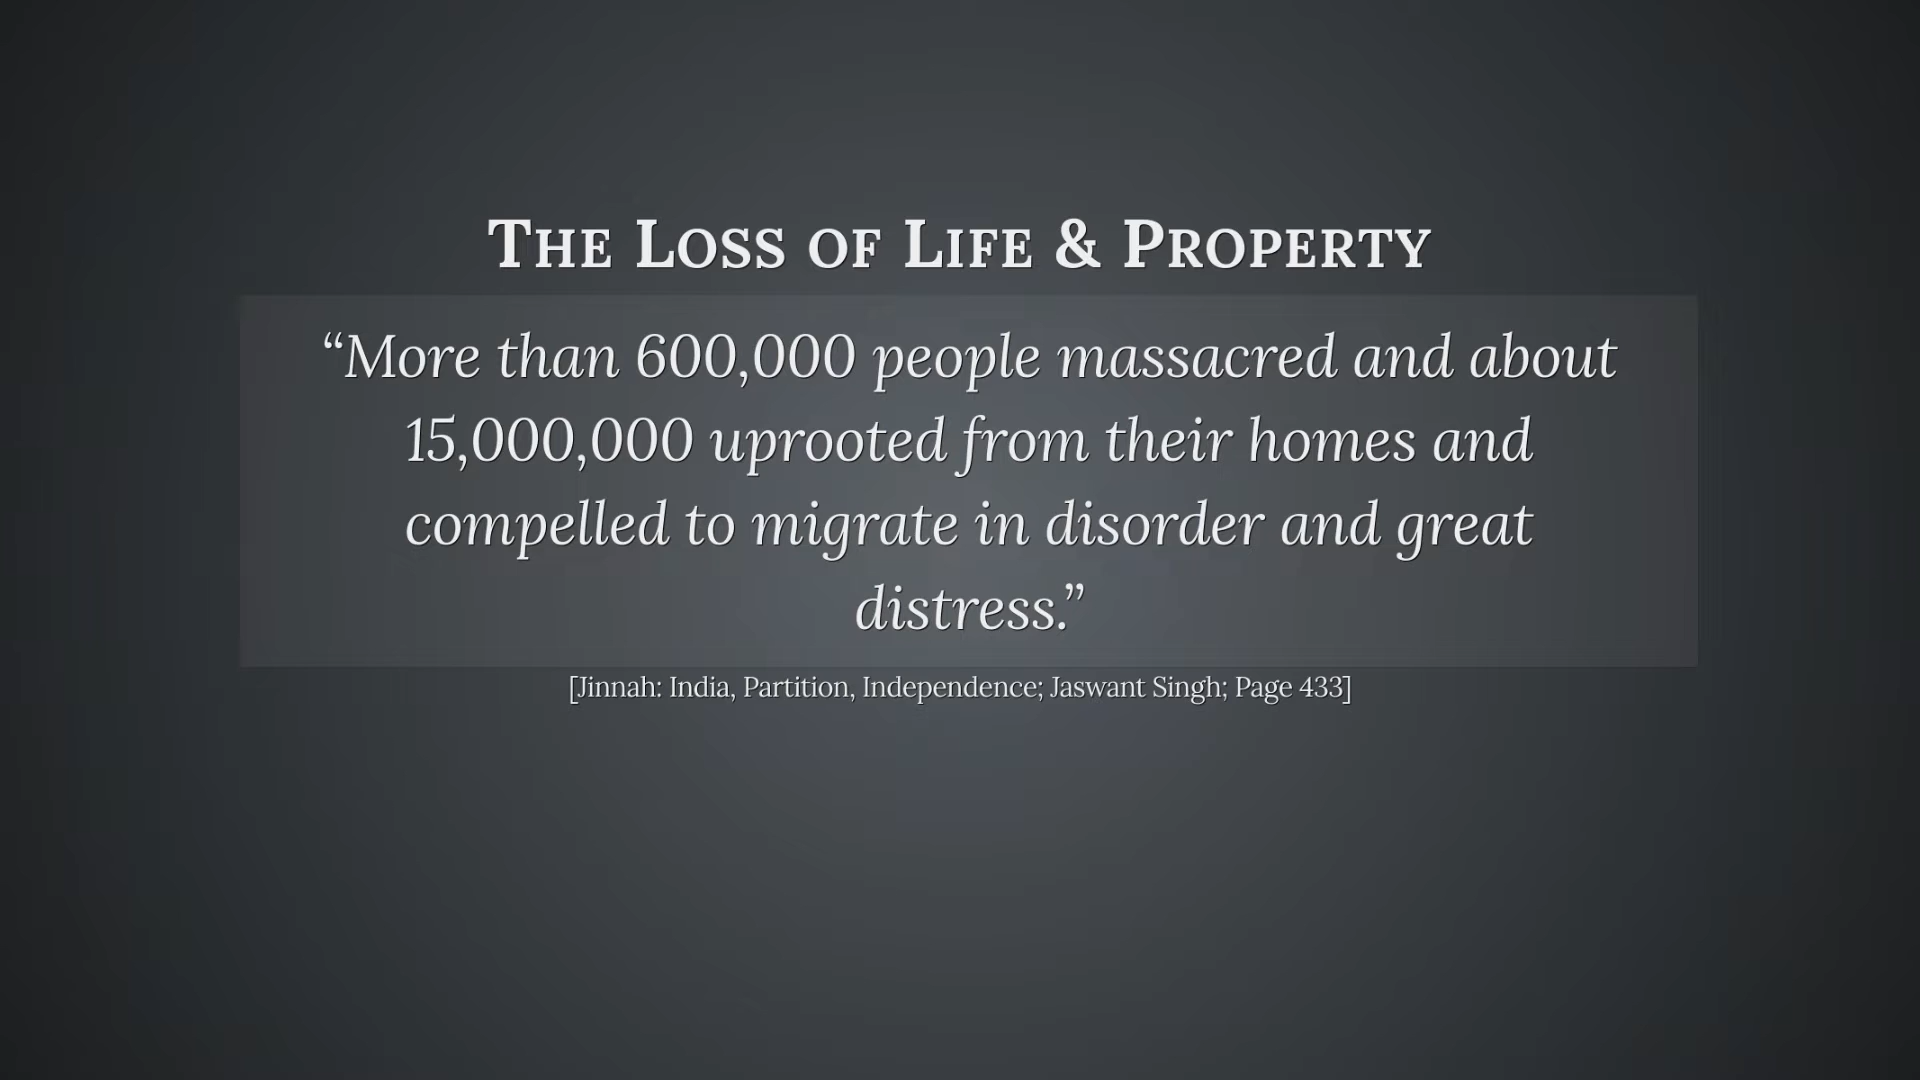 The Loss of Life & Property
“More than 600,000 people massacred and about
15,000,000 uprooted from their homes and
compelled to migrate in disorder and great
distress.”
[Jinnah: India, Partition, Independence; Jaswant Singh; Page 433]